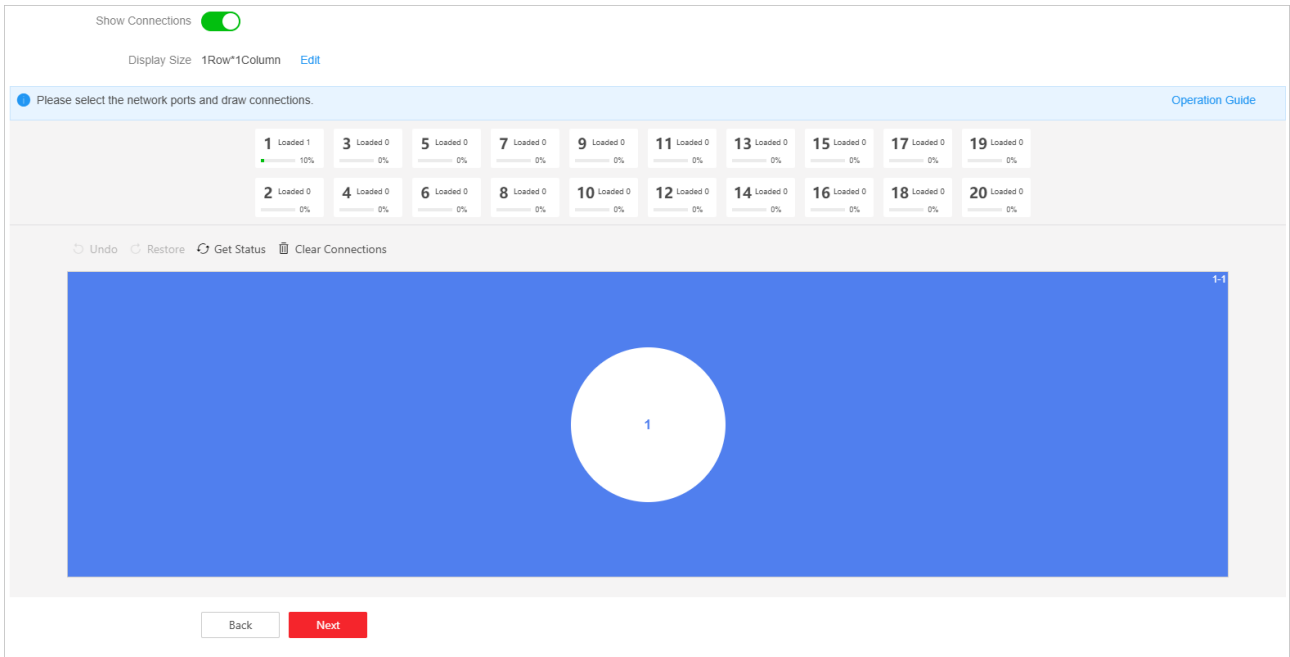 Show Connections
Display Size 1Row*1Column Edit
Please select the network ports and draw connections. Operation Guide
1 Loaded 1 3 Loaded 0 5 Loaded 0 7 Loaded 0 9 Loaded 0 11 Loaded 0 13 Loaded 0 15 Loaded 0 17 Loaded 0 19 Loaded 0
10% 0% 0% 0% 0% 0% 0% 0% 0% 0%
2 Loaded 0 4 Loaded 0 6 Loaded 0 8 Loaded 0 10 Loaded 0 12 Loaded 0 14 Loaded 0 16 Loaded 0 18 Loaded 0 20 Loaded 0
0% 0% 0% 0% 0% 0% 0% 0% 0% 0%
Undo Restore Get Status Clear Connections
1-1
1
Back Next